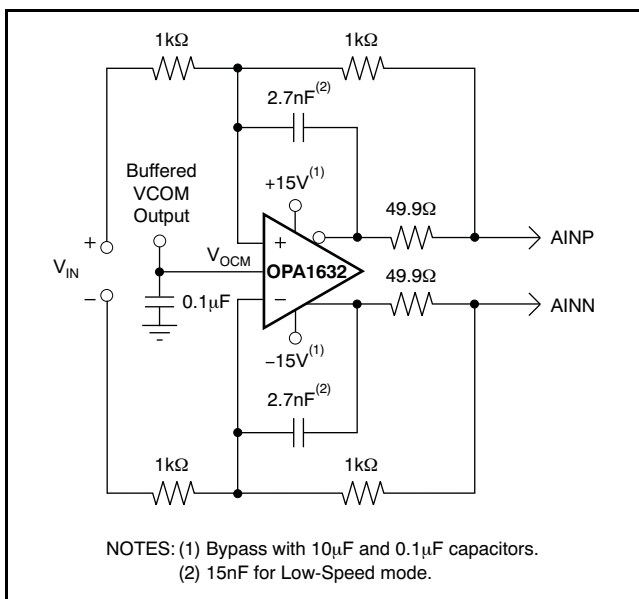 1kΩ
1kΩ
2.7nF(2)
Buffered
VCOM
Output
+15V(1)
49.9Ω
+
AINP
VIN
VOCM
+
OPA1632
−
49.9Ω
−
0.1μF
AINN
−15V(1)
2.7nF(2)
1kΩ
1kΩ
NOTES: (1) Bypass with 10μF and 0.1μF capacitors.
(2) 15nF for Low-Speed mode.